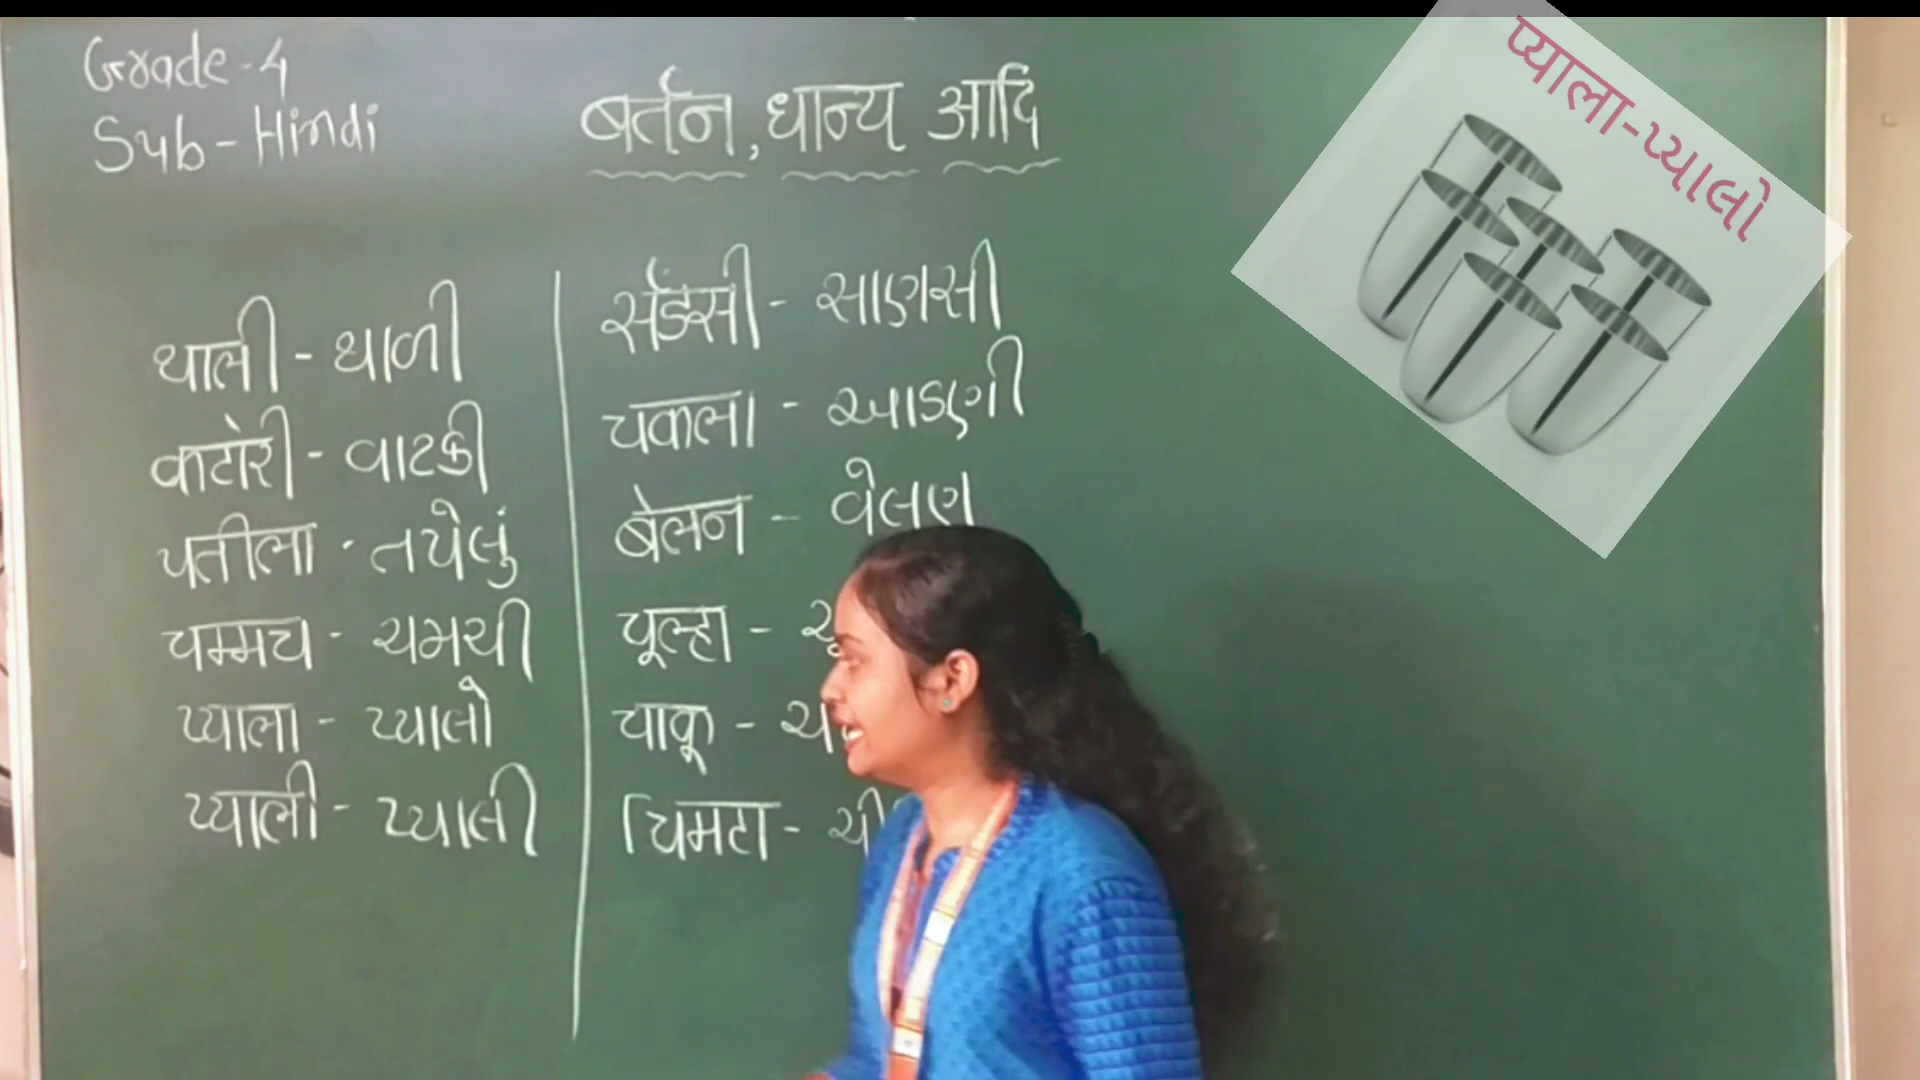 Grade-4
Sub-Hindi
बर्तन, धान्य आदि
थाली - થાળી
कटोरी - વાટકી
पतीला - તપેલું
चम्मच - ચમચી
प्याला - પ્યાલો
प्याली - પ્યાલી
सँडसी - સાણસી
चकला - આડણી
बेलन - વેલણ
चूल्हा - ચૂ
चाकू - ચ
चिमटा - ચી
प्याला-પ્યાલો